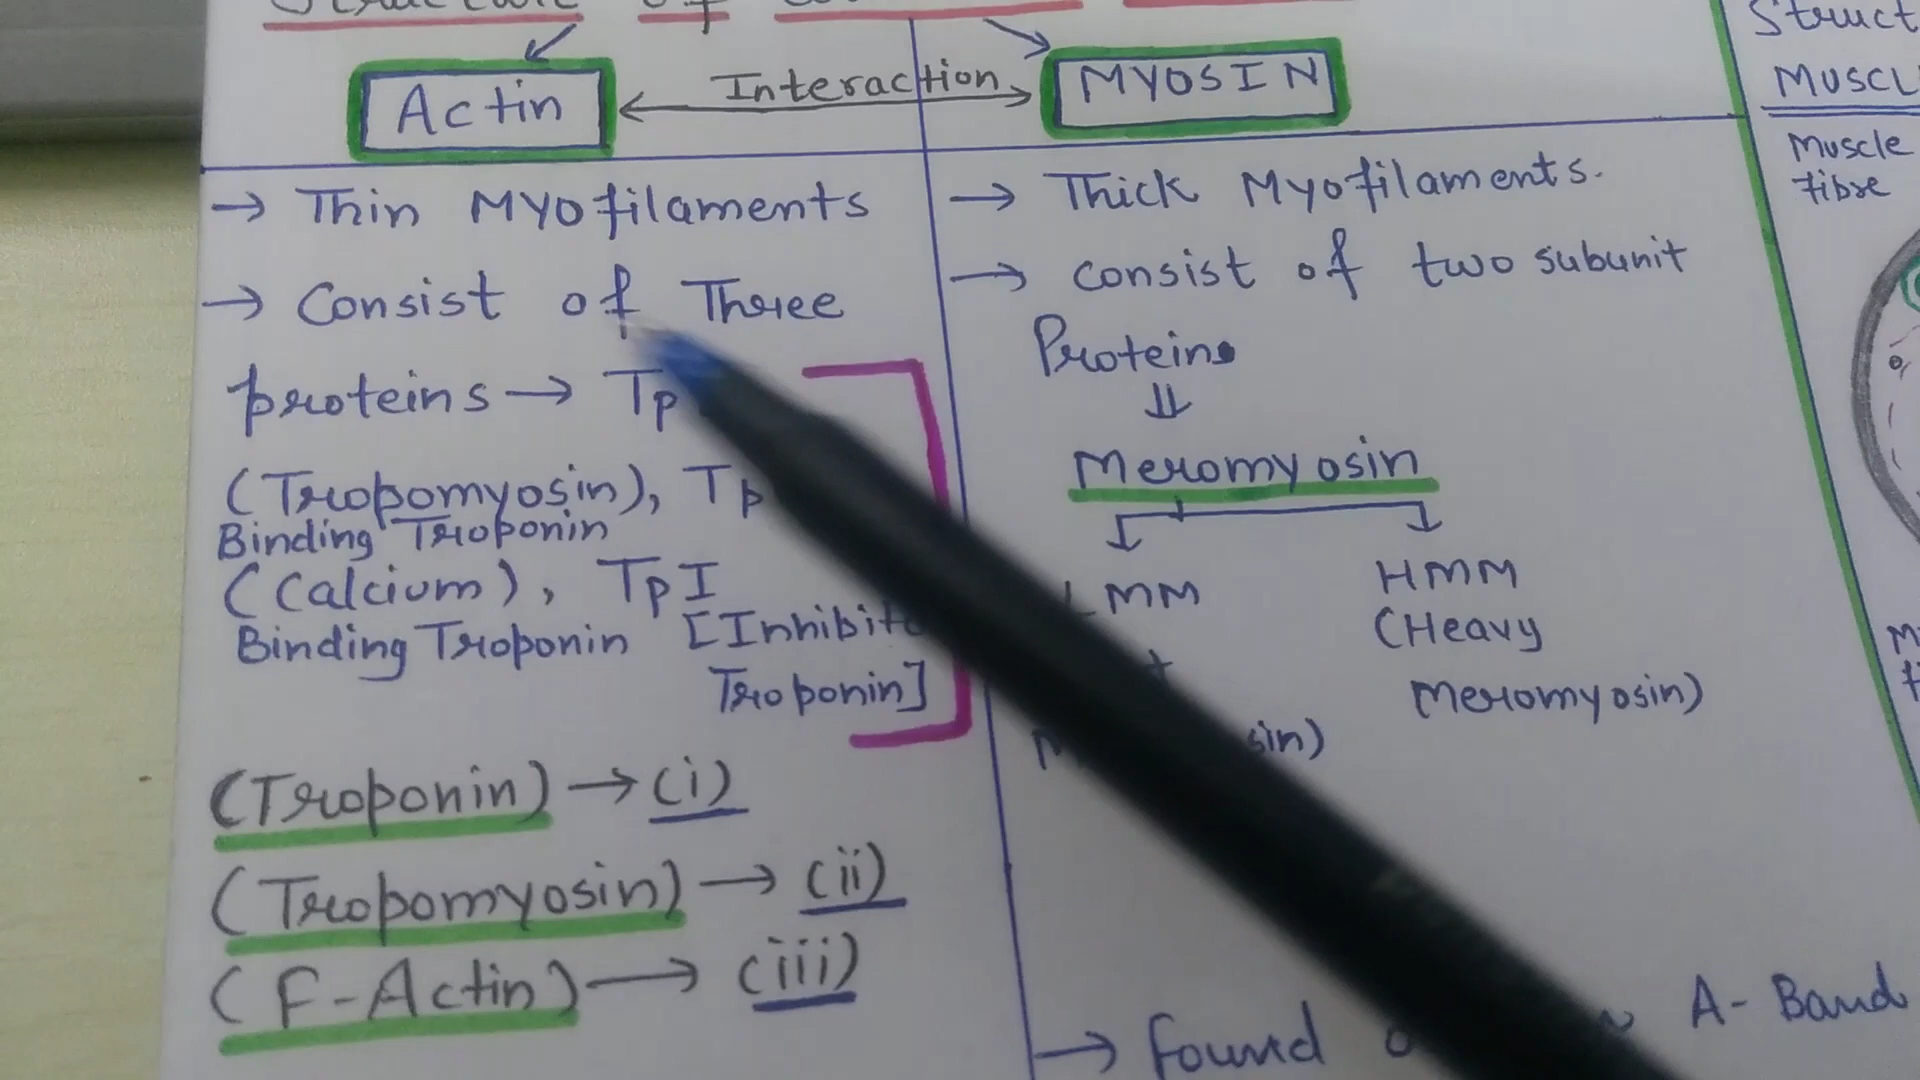 of
Actin
Interaction
MYOSIN
→ Thin Myofilaments
→ Consist of Three
proteins → Tp
(Tropomyosin), Tp
Binding Troponin
(Calcium), TpI
Binding Troponin [Inhibit
Troponin]
(Troponin) → (i)
(Tropomyosin) → (ii)
(F-Actin) → (iii)
→ Thick Myofilaments.
→ consist of two subunit
Proteins
Meromyosin
LMM
HMM
(Heavy
Meromyosin)
sin)
→ found
A-Band
Struct
MUSCL
Muscle
fibre